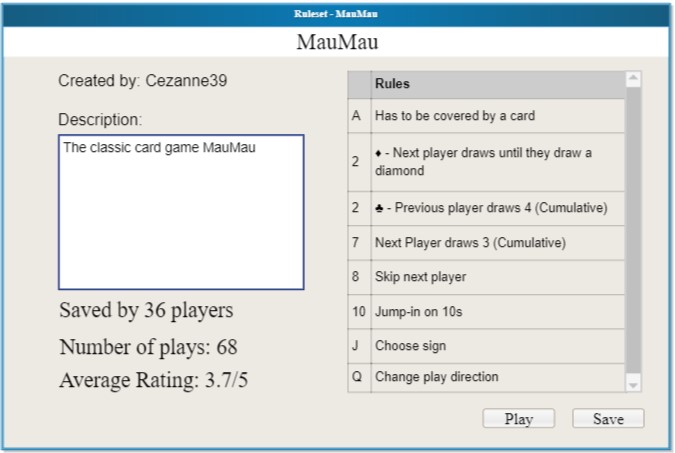 Ruleset - MauMau
MauMau
Created by: Cezanne39
Description:
The classic card game MauMau
Saved by 36 players
Number of plays: 68
Average Rating: 3.7/5
Rules
A Has to be covered by a card
2 ♦ - Next player draws until they draw a
diamond
2 ♣ - Previous player draws 4 (Cumulative)
7 Next Player draws 3 (Cumulative)
8 Skip next player
10 Jump-in on 10s
J Choose sign
Q Change play direction
Play Save